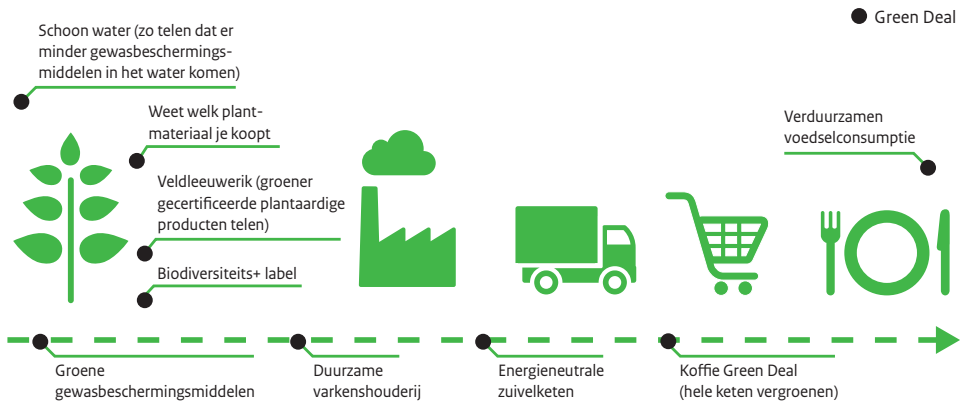 Green Deal
Schoon water (zo telen dat er
minder gewasbeschermings-
middelen in het water komen)
Weet welk plant-
materiaal je koopt
Veldleeuwerik (groener
gecertificeerde plantaardige
producten telen)
Biodiversiteits+ label
Verduurzamen
voedselconsumptie
Groene
gewasbeschermingsmiddelen
Duurzame
varkenshouderij
Energieneutrale
zuivelketen
Koffie Green Deal
(hele keten vergroenen)